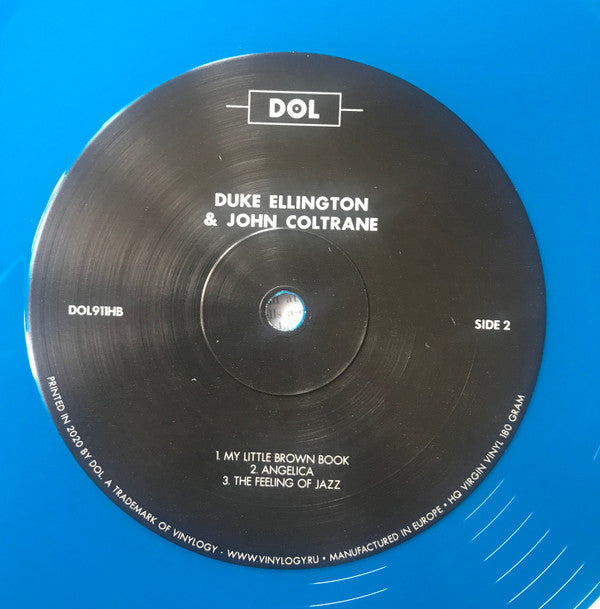 DOL
DUKE ELLINGTON
& JOHN COLTRANE
DOL911HB
SIDE 2
1. MY LITTLE BROWN BOOK
2. ANGELICA
3. THE FEELING OF JAZZ
PRINTED IN 2020 BY DOL. A TRADEMARK OF VINYLOGY - WWW.VINYLOGY.RU • MANUFACTURED IN EUROPE • HQ VIRGIN VINYL 180 GRAM